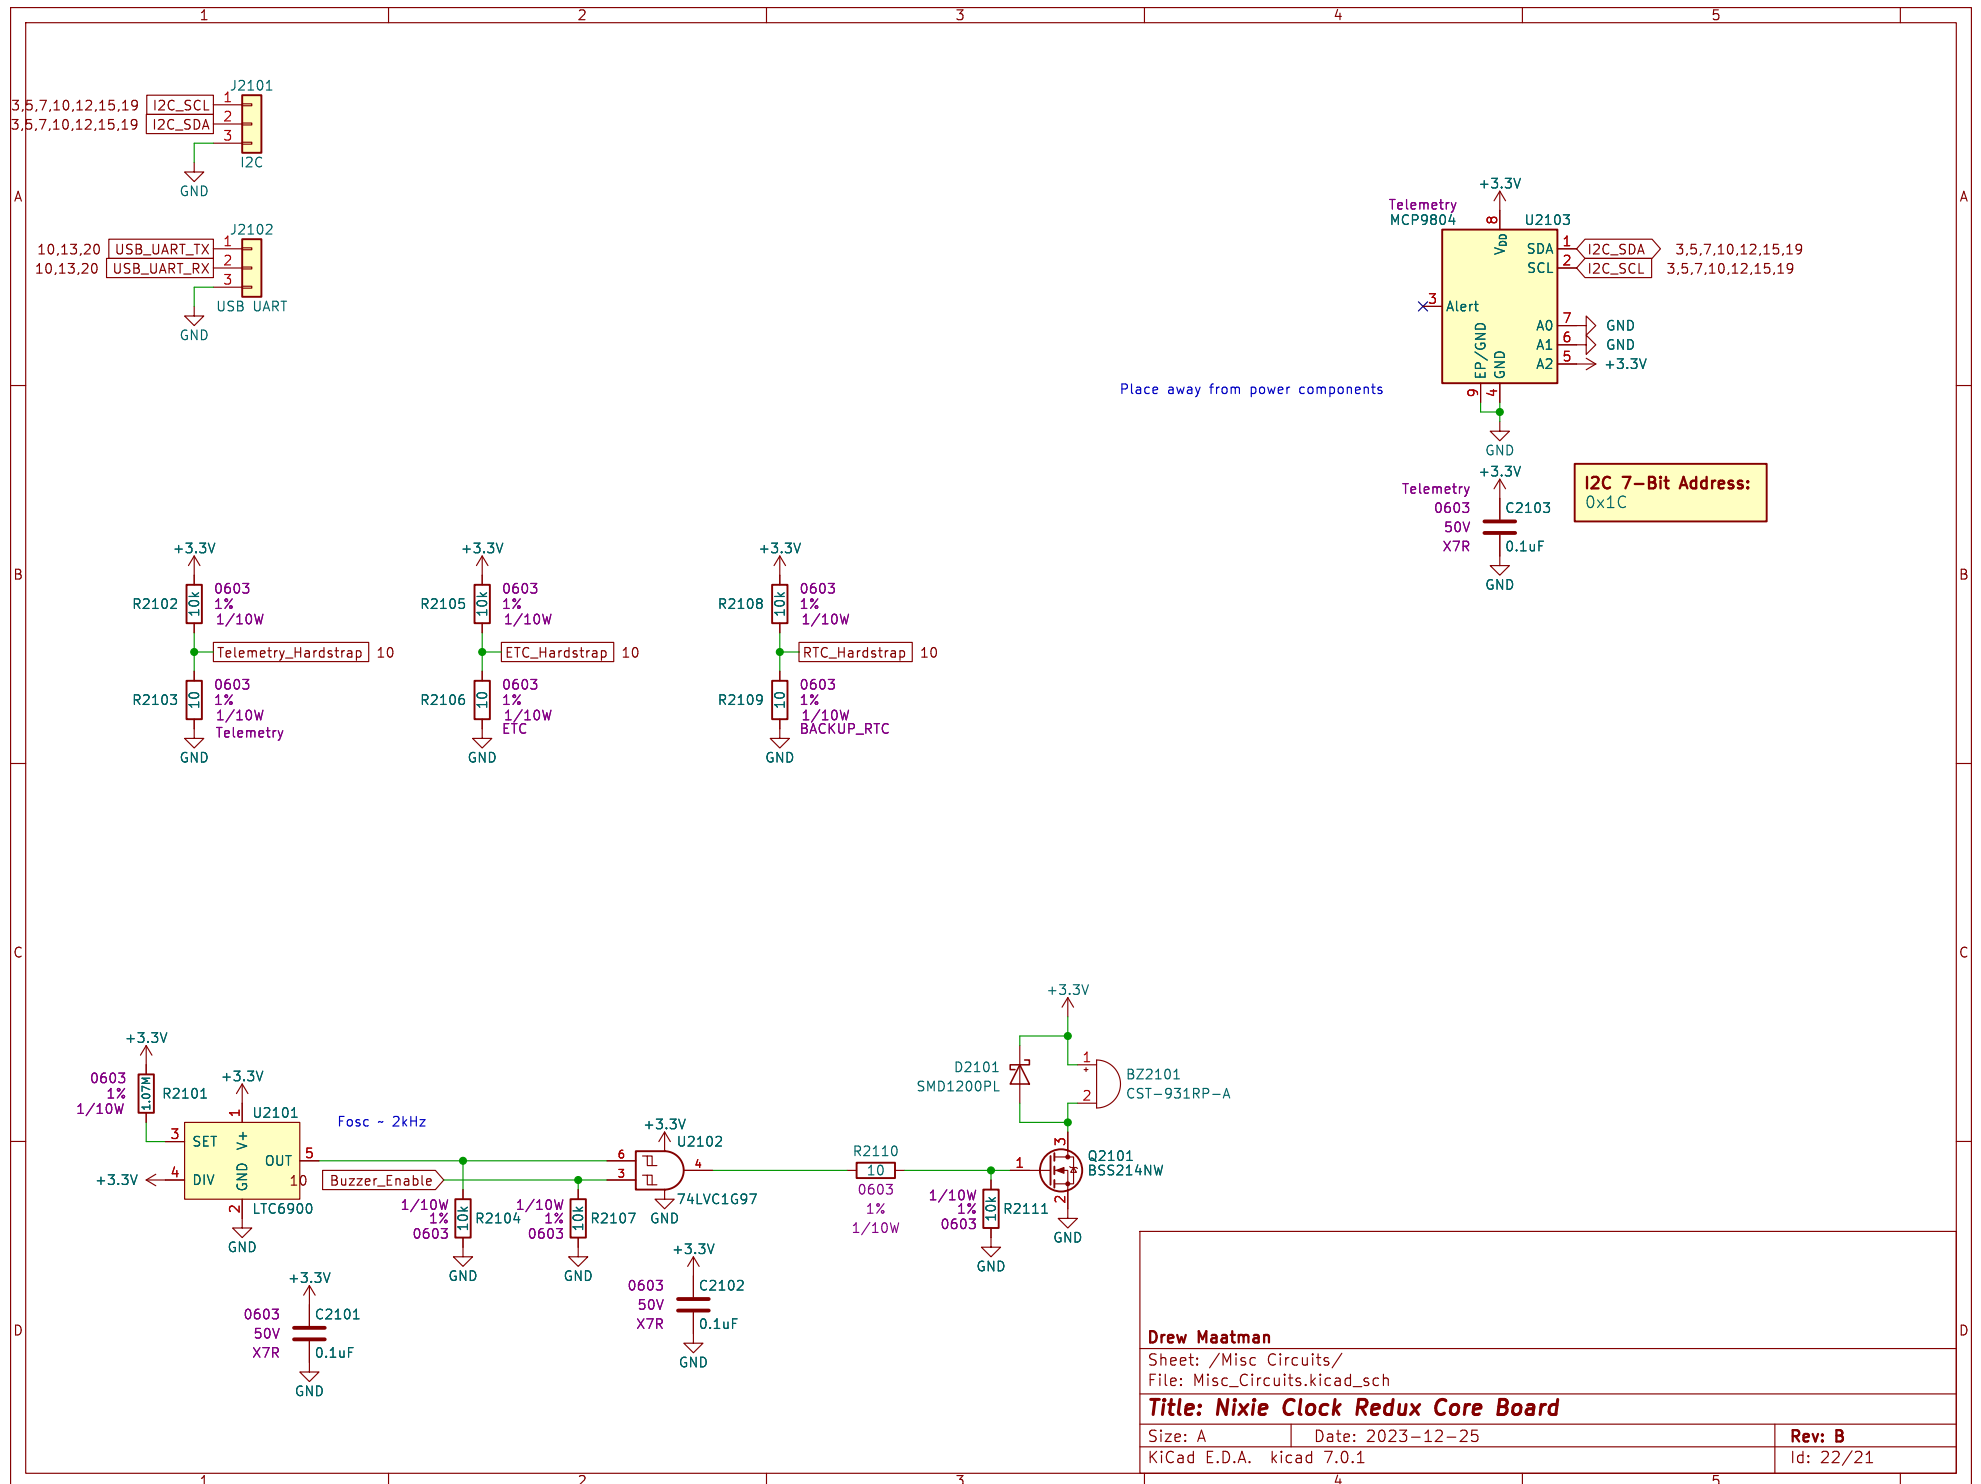 1 2 3 4 5
J2101
3,5,7,10,12,15,19 I2C_SCL 1
3,5,7,10,12,15,19 I2C_SDA 2
3
I2C
GND
A A
J2102
10,13,20 USB_UART_TX 1
10,13,20 USB_UART_RX 2
3
USB UART
GND
+3.3V
Telemetry
MCP9804 8 U2103
VDD
SDA 1 I2C_SDA 3,5,7,10,12,15,19
SCL 2 I2C_SCL 3,5,7,10,12,15,19
3 Alert
A0 7 GND
A1 6 GND
A2 5 +3.3V
EP/GND GND
9 4
GND
Place away from power components
I2C 7-Bit Address:
0x1C
+3.3V
Telemetry
0603 C2103
50V
X7R 0.1uF
GND
B B
+3.3V
0603
R2102 10k 1%
1/10W
Telemetry_Hardstrap 10
0603
R2103 10 1%
1/10W
Telemetry
GND
+3.3V
0603
R2105 10k 1%
1/10W
ETC_Hardstrap 10
0603
R2106 10 1%
1/10W
ETC
GND
+3.3V
0603
R2108 10k 1%
1/10W
RTC_Hardstrap 10
0603
R2109 10 1%
1/10W
BACKUP_RTC
GND
C C
+3.3V
0603
1% 1.07M R2101
1/10W
+3.3V
1 U2101
3 SET V+
OUT 5
+3.3V 4 DIV GND
2 LTC6900
GND
Fosc ~ 2kHz
10 Buzzer_Enable
1/10W
1% 10k R2104
0603
GND
1/10W
1% 10k R2107
0603
GND
+3.3V
U2102
6
3
4
74LVC1G97
GND
R2110
10
0603
1%
1/10W
1/10W
1% 10k R2111
0603
GND
+3.3V
D2101
SMD1200PL
1
+
2
BZ2101
CST-931RP-A
3
1
2
Q2101
BSS214NW
GND
+3.3V
0603 C2101
50V
X7R 0.1uF
GND
+3.3V
0603 C2102
50V
X7R 0.1uF
GND
D D
Drew Maatman
Sheet: /Misc Circuits/
File: Misc_Circuits.kicad_sch
Title: Nixie Clock Redux Core Board
Size: A Date: 2023-12-25 Rev: B
KiCad E.D.A. kicad 7.0.1 Id: 22/21
1 2 3 4 5